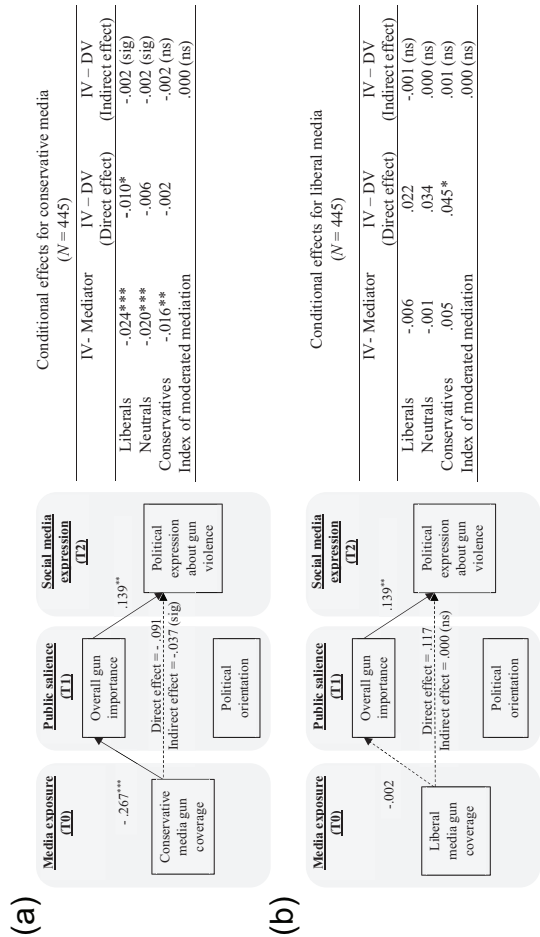 (a)
Media exposure
(T0)
Public salience
(T1)
Social media
expression
(T2)
-.267***
.139**
Overall gun
importance
Conservative
media gun
coverage
Direct effect = -.091
Indirect effect = -.037 (sig)
Political
expression
about gun
violence
Political
orientation
Conditional effects for conservative media
(N = 445)
IV- Mediator IV – DV IV – DV
(Direct effect) (Indirect effect)
Liberals -.024*** -.010* -.002 (sig)
Neutrals -.020*** -.006 -.002 (sig)
Conservatives -.016** -.002 -.002 (ns)
Index of moderated mediation .000 (ns)
(b)
Media exposure
(T0)
Public salience
(T1)
Social media
expression
(T2)
-.002
.139**
Overall gun
importance
Liberal
media gun
coverage
Direct effect = .117
Indirect effect = .000 (ns)
Political
expression
about gun
violence
Political
orientation
Conditional effects for liberal media
(N = 445)
IV- Mediator IV – DV IV – DV
(Direct effect) (Indirect effect)
Liberals -.006 .022 -.001 (ns)
Neutrals -.001 .034 .000 (ns)
Conservatives .005 .045* .001 (ns)
Index of moderated mediation .000 (ns)